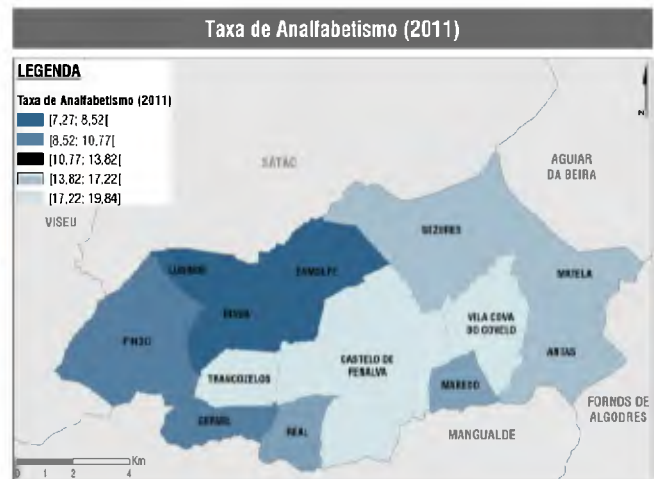 Taxa de Analfabetismo (2011)
LEGENDA
Taxa de Analfabetismo (2011)
[7,27; 8,52[
[8,52; 10,77[
[10,77; 13,82[
[13,82; 17,22[
[17,22; 19,84]
N
SÁTÃO
AGUIAR
DA BEIRA
VISEU
SEZURES
LUSINDE
ESMOLFE
MATELA
PINDO
VILA COVA
DO COVELO
CASTELO DE
PENALVA
ANTAS
TRANCOZELOS
MARECO
GERMIL
REAL
FORNOS DE
ALGODRES
MANGUALDE
Km
0 1 2 4